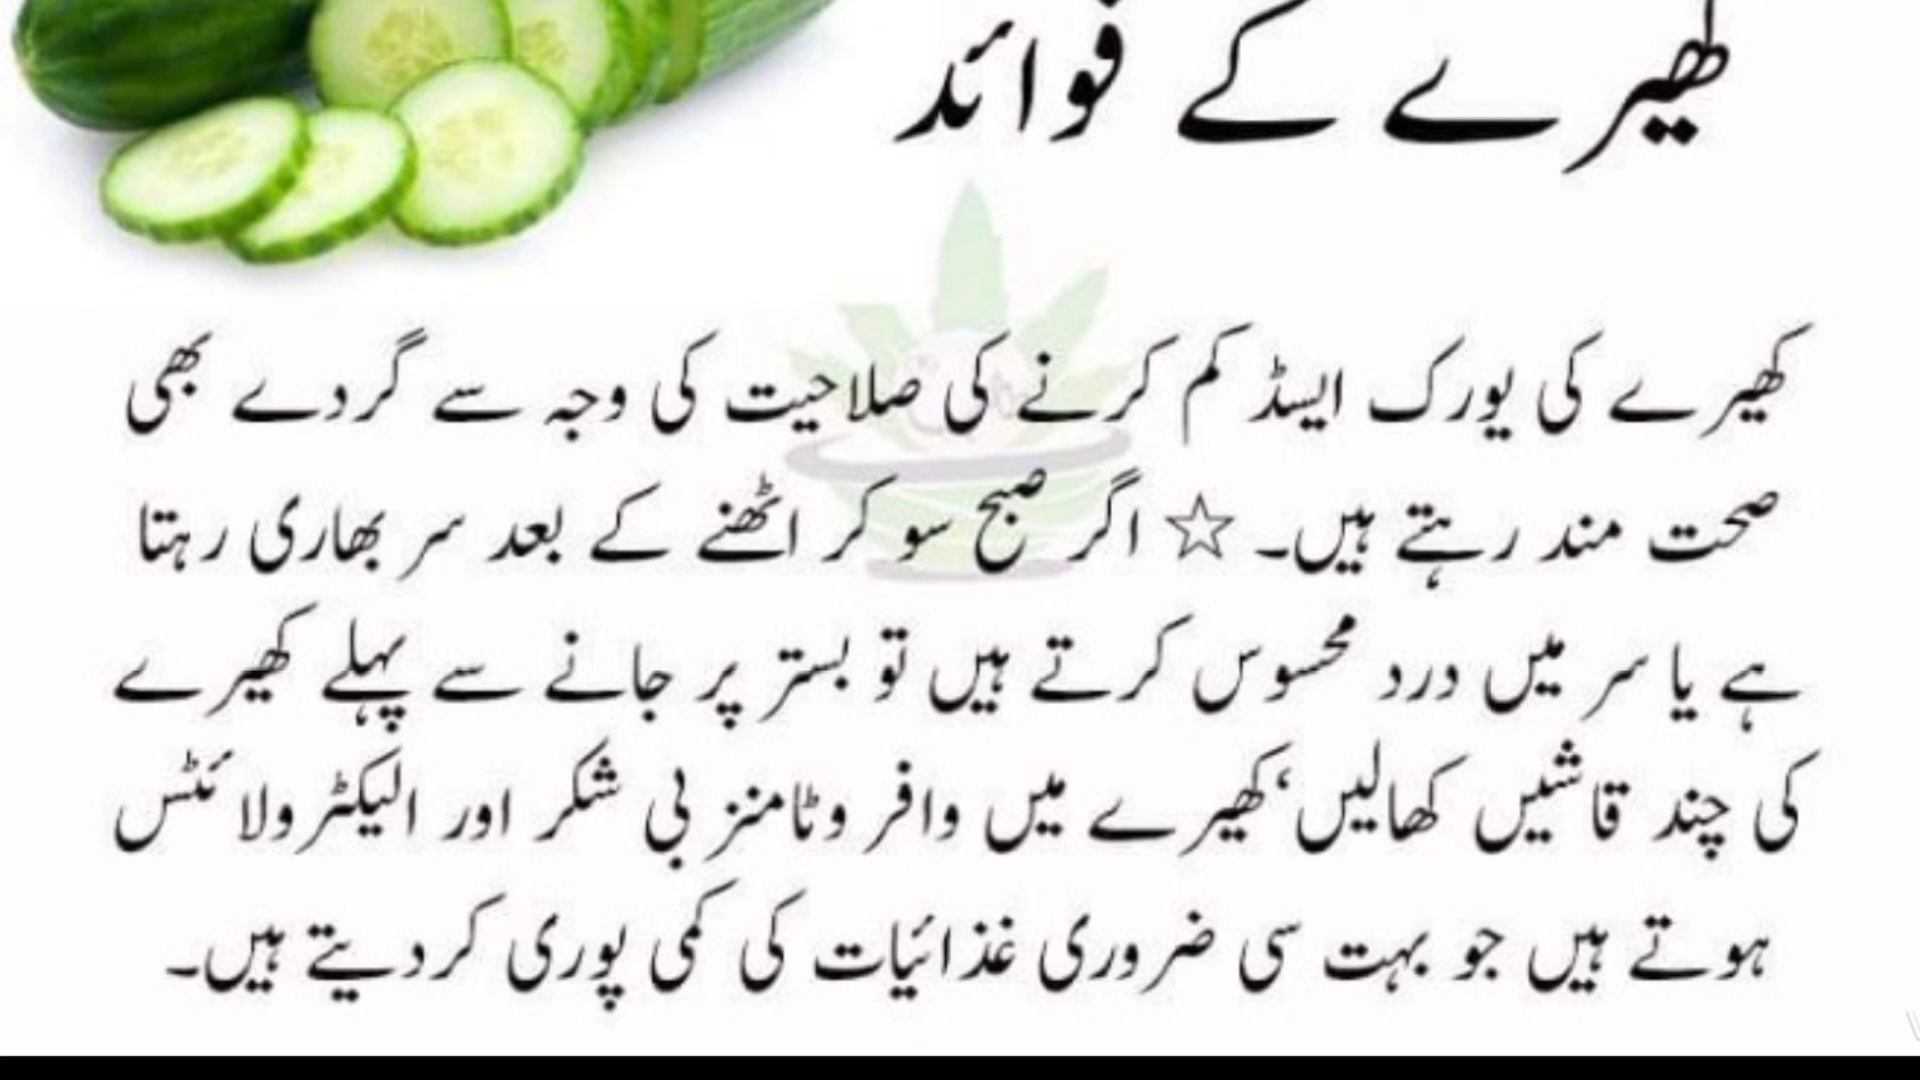 کھیرے کے فوائد
کھیرے کی یورک ایسڈ کم کرنے کی صلاحیت کی وجہ سے گردے بھی
صحت مند رہتے ہیں۔ ☆ اگر صبح سو کر اٹھنے کے بعد سر بھاری رہتا
ہے یا سر میں درد محسوس کرتے ہیں تو بستر پر جانے سے پہلے کھیرے
کی چند قاشیں کھالیں، کھیرے میں وافر وٹامنز بی شکر اور الیکٹرولائٹس
ہوتے ہیں جو بہت سی ضروری غذائیات کی کمی پوری کردیتے ہیں۔